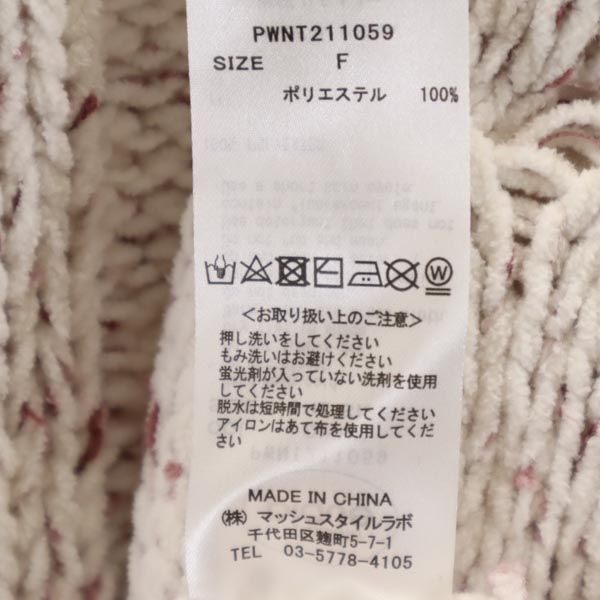 PWNT211059
SIZE F
ポリエステル 100%
W
<お取り扱い上のご注意>
押し洗いをしてください
もみ洗いはお避けください
蛍光剤が入っていない洗剤を使用
してください
脱水は短時間で処理してください
アイロンはあて布を使用してくだ
さい
MADE IN CHINA
(株) マッシュスタイルラボ
千代田区麹町5-7-1
TEL 03-5778-4105